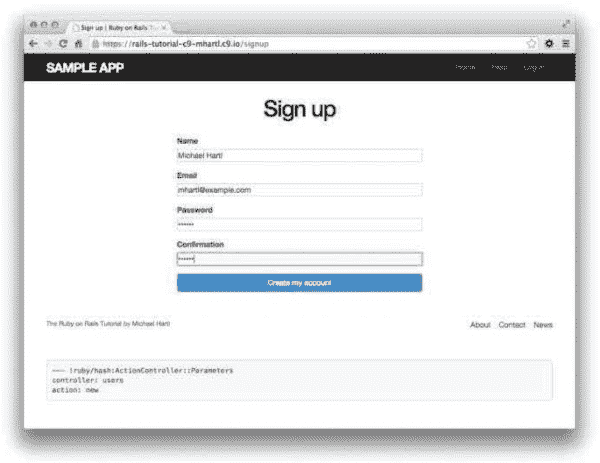 Sign up | Ruby on Rails Tu
https://rails-tutorial-c9-mhartl.c9.io/signup
SAMPLE APP
Home Help Log in
Sign up
Name
Michael Hartl
Email
mhartl@example.com
Password
••••••
Confirmation
••••••
Create my account
The Ruby on Rails Tutorial by Michael Hartl
About Contact News
--- !ruby/hash:ActionController::Parameters
controller: users
action: new